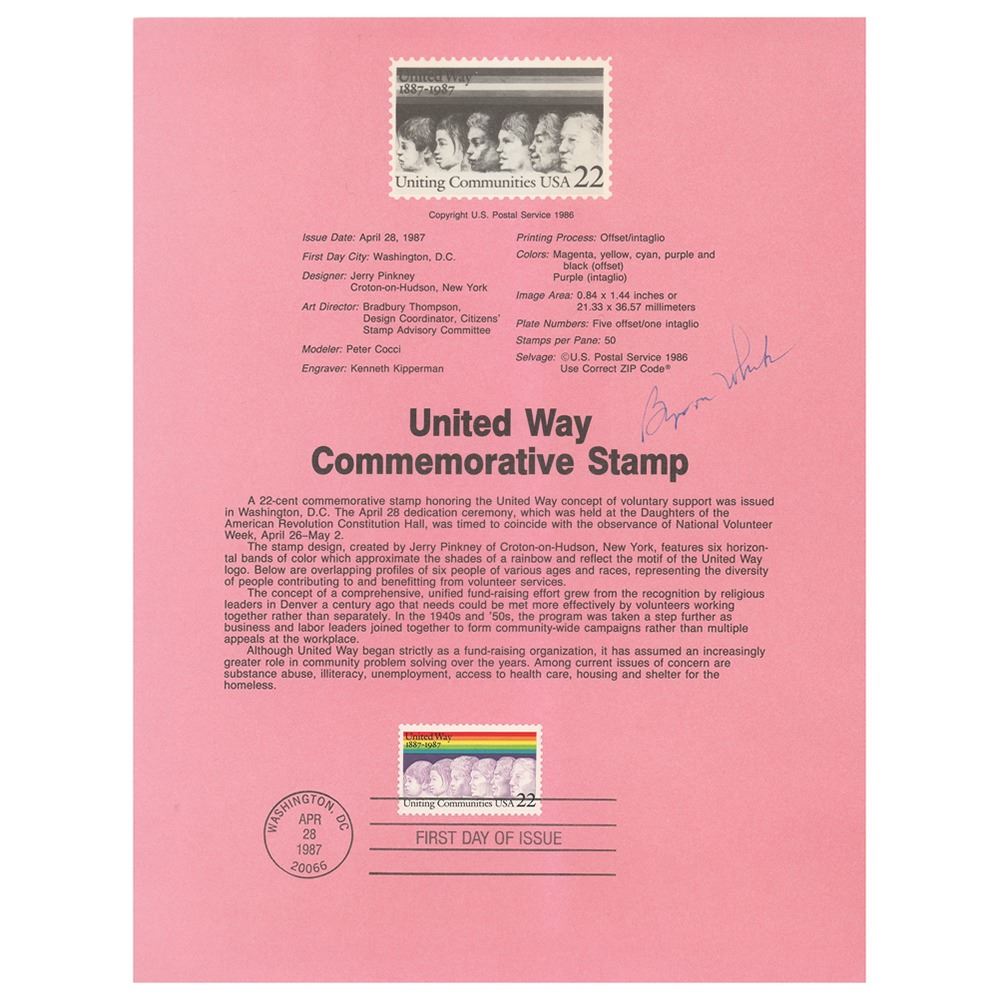 United Way
1887-1987
Uniting Communities USA 22
Copyright U.S. Postal Service 1986
Issue Date: April 28, 1987
First Day City: Washington, D.C.
Designer: Jerry Pinkney
Croton-on-Hudson, New York
Art Director: Bradbury Thompson,
Design Coordinator, Citizens'
Stamp Advisory Committee
Modeler: Peter Cocci
Engraver: Kenneth Kipperman
Printing Process: Offset/intaglio
Colors: Magenta, yellow, cyan, purple and
black (offset)
Purple (intaglio)
Image Area: 0.84 x 1.44 inches or
21.33 x 36.57 millimeters
Plate Numbers: Five offset/one intaglio
Stamps per Pane: 50
Selvage: ©U.S. Postal Service 1986
Use Correct ZIP Code®
Byron White
United Way
Commemorative Stamp
A 22-cent commemorative stamp honoring the United Way concept of voluntary support was issued
in Washington, D.C. The April 28 dedication ceremony, which was held at the Daughters of the
American Revolution Constitution Hall, was timed to coincide with the observance of National Volunteer
Week, April 26–May 2.
The stamp design, created by Jerry Pinkney of Croton-on-Hudson, New York, features six horizon-
tal bands of color which approximate the shades of a rainbow and reflect the motif of the United Way
logo. Below are overlapping profiles of six people of various ages and races, representing the diversity
of people contributing to and benefitting from volunteer services.
The concept of a comprehensive, unified fund-raising effort grew from the recognition by religious
leaders in Denver a century ago that needs could be met more effectively by volunteers working
together rather than separately. In the 1940s and '50s, the program was taken a step further as
business and labor leaders joined together to form community-wide campaigns rather than multiple
appeals at the workplace.
Although United Way began strictly as a fund-raising organization, it has assumed an increasingly
greater role in community problem solving over the years. Among current issues of concern are
substance abuse, illiteracy, unemployment, access to health care, housing and shelter for the
homeless.
United Way
1887-1987
Uniting Communities USA 22
WASHINGTON, DC
APR
28
1987
20066
FIRST DAY OF ISSUE